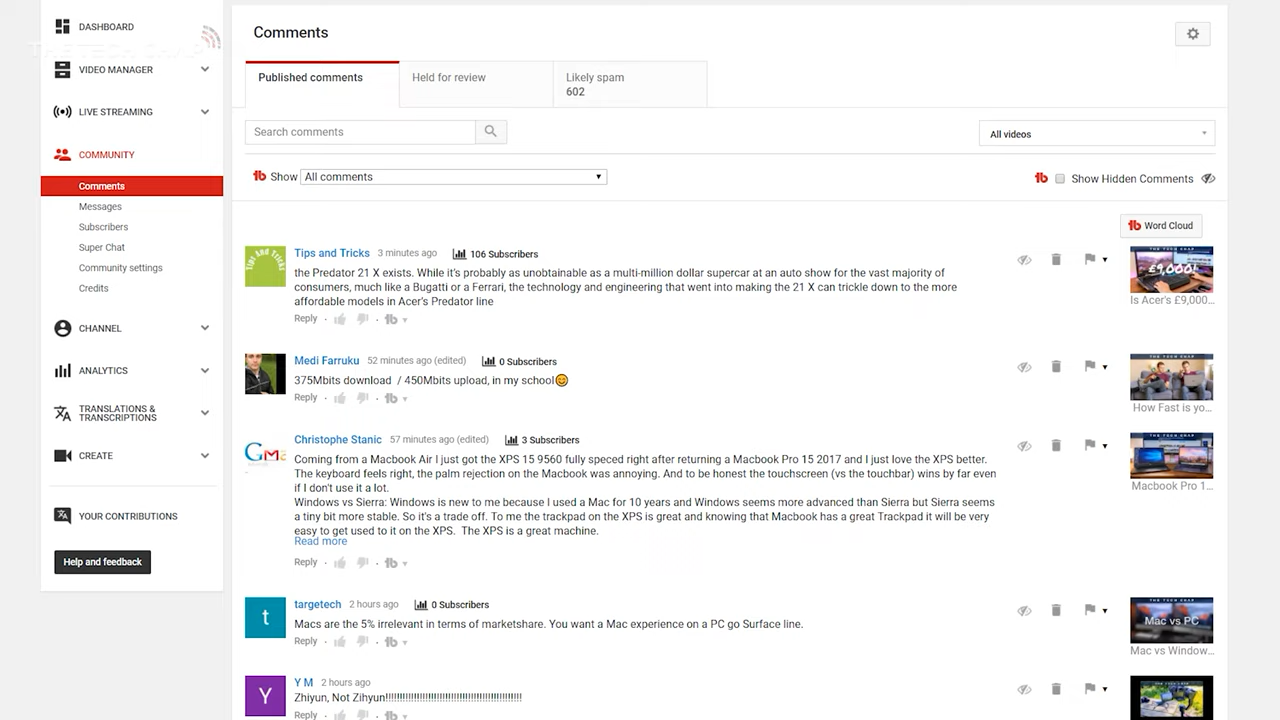 DASHBOARD
VIDEO MANAGER
LIVE STREAMING
COMMUNITY
Comments
Messages
Subscribers
Super Chat
Community settings
Credits
CHANNEL
ANALYTICS
TRANSLATIONS &
TRANSCRIPTIONS
CREATE
YOUR CONTRIBUTIONS
Help and feedback
Comments
Published comments
Held for review
Likely spam
602
Search comments
All videos
Show All comments
Show Hidden Comments
Word Cloud
Tips and Tricks 3 minutes ago 106 Subscribers
the Predator 21 X exists. While it's probably as unobtainable as a multi-million dollar supercar at an auto show for the vast majority of
consumers, much like a Bugatti or a Ferrari, the technology and engineering that went into making the 21 X can trickle down to the more
affordable models in Acer's Predator line
Reply
£9,000!
Is Acer's £9,000...
Medi Farruku 52 minutes ago (edited) 0 Subscribers
375Mbits download / 450Mbits upload, in my school😊
Reply
How Fast is yo...
Christophe Stanic 57 minutes ago (edited) 3 Subscribers
Coming from a Macbook Air I just got the XPS 15 9560 fully speced right after returning a Macbook Pro 15 2017 and I just love the XPS better.
The keyboard feels right, the palm rejection on the Macbook was annoying. And to be honest the touchscreen (vs the touchbar) wins by far even
if I don't use it a lot.
Windows vs Sierra: Windows is new to me because I used a Mac for 10 years and Windows seems more advanced than Sierra but Sierra seems
a tiny bit more stable. So it's a trade off. To me the trackpad on the XPS is great and knowing that Macbook has a great Trackpad it will be very
easy to get used to it on the XPS. The XPS is a great machine.
Read more
Reply
Macbook Pro 1...
t
targetech 2 hours ago 0 Subscribers
Macs are the 5% irrelevant in terms of marketshare. You want a Mac experience on a PC go Surface line.
Reply
Mac vs PC
Mac vs Window...
Y
Y M 2 hours ago
Zhiyun, Not Zihyun!!!!!!!!!!!!!!!!!!!!!!!!!!!!!!!!!!!!!!!!!!!!!!!!
Reply